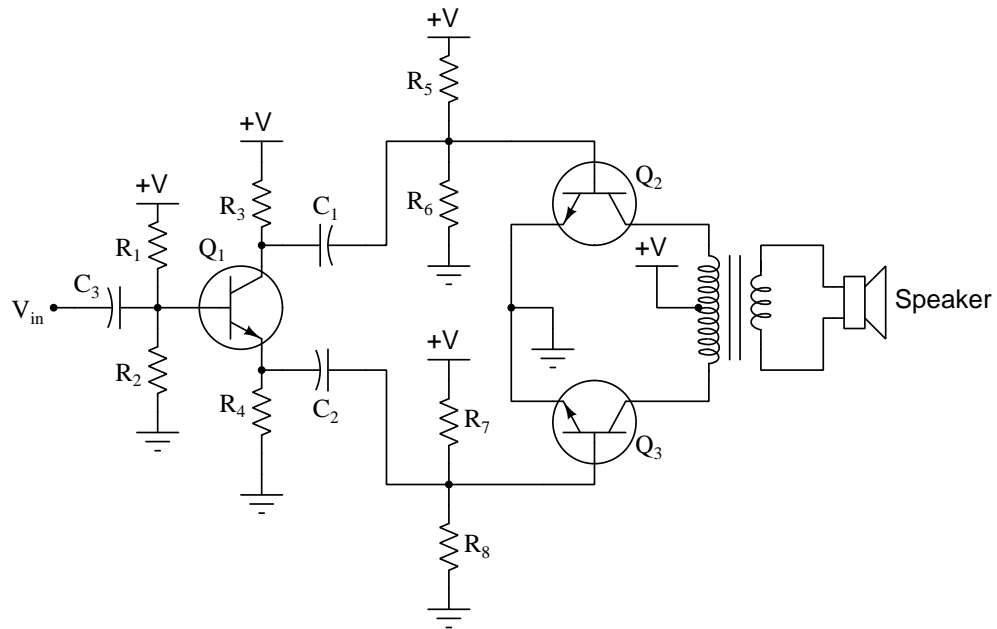 +V
R5
+V
R3
C1
R6
Q2
+V
R1
Q1
+V
C3
Vin
Speaker
R2
+V
R4
C2
R7
Q3
R8